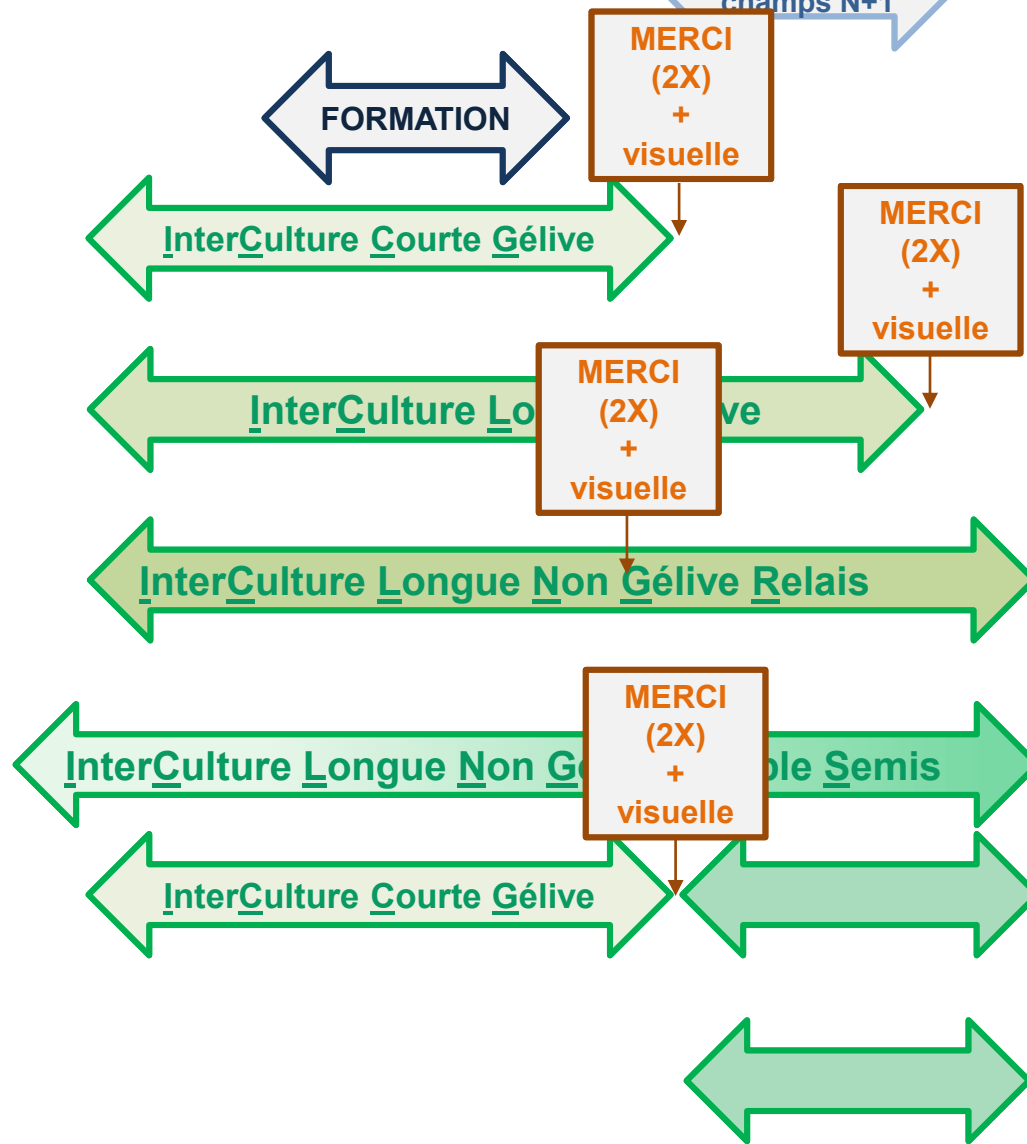 champs N+1
MERCI
(2X)
+
visuelle
FORMATION
InterCulture Courte Gélive
MERCI
(2X)
+
visuelle
InterCulture Lo ve
MERCI
(2X)
+
visuelle
InterCulture Longue Non Gélive Relais
MERCI
(2X)
+
visuelle
InterCulture Longue Non G ble Semis
InterCulture Courte Gélive